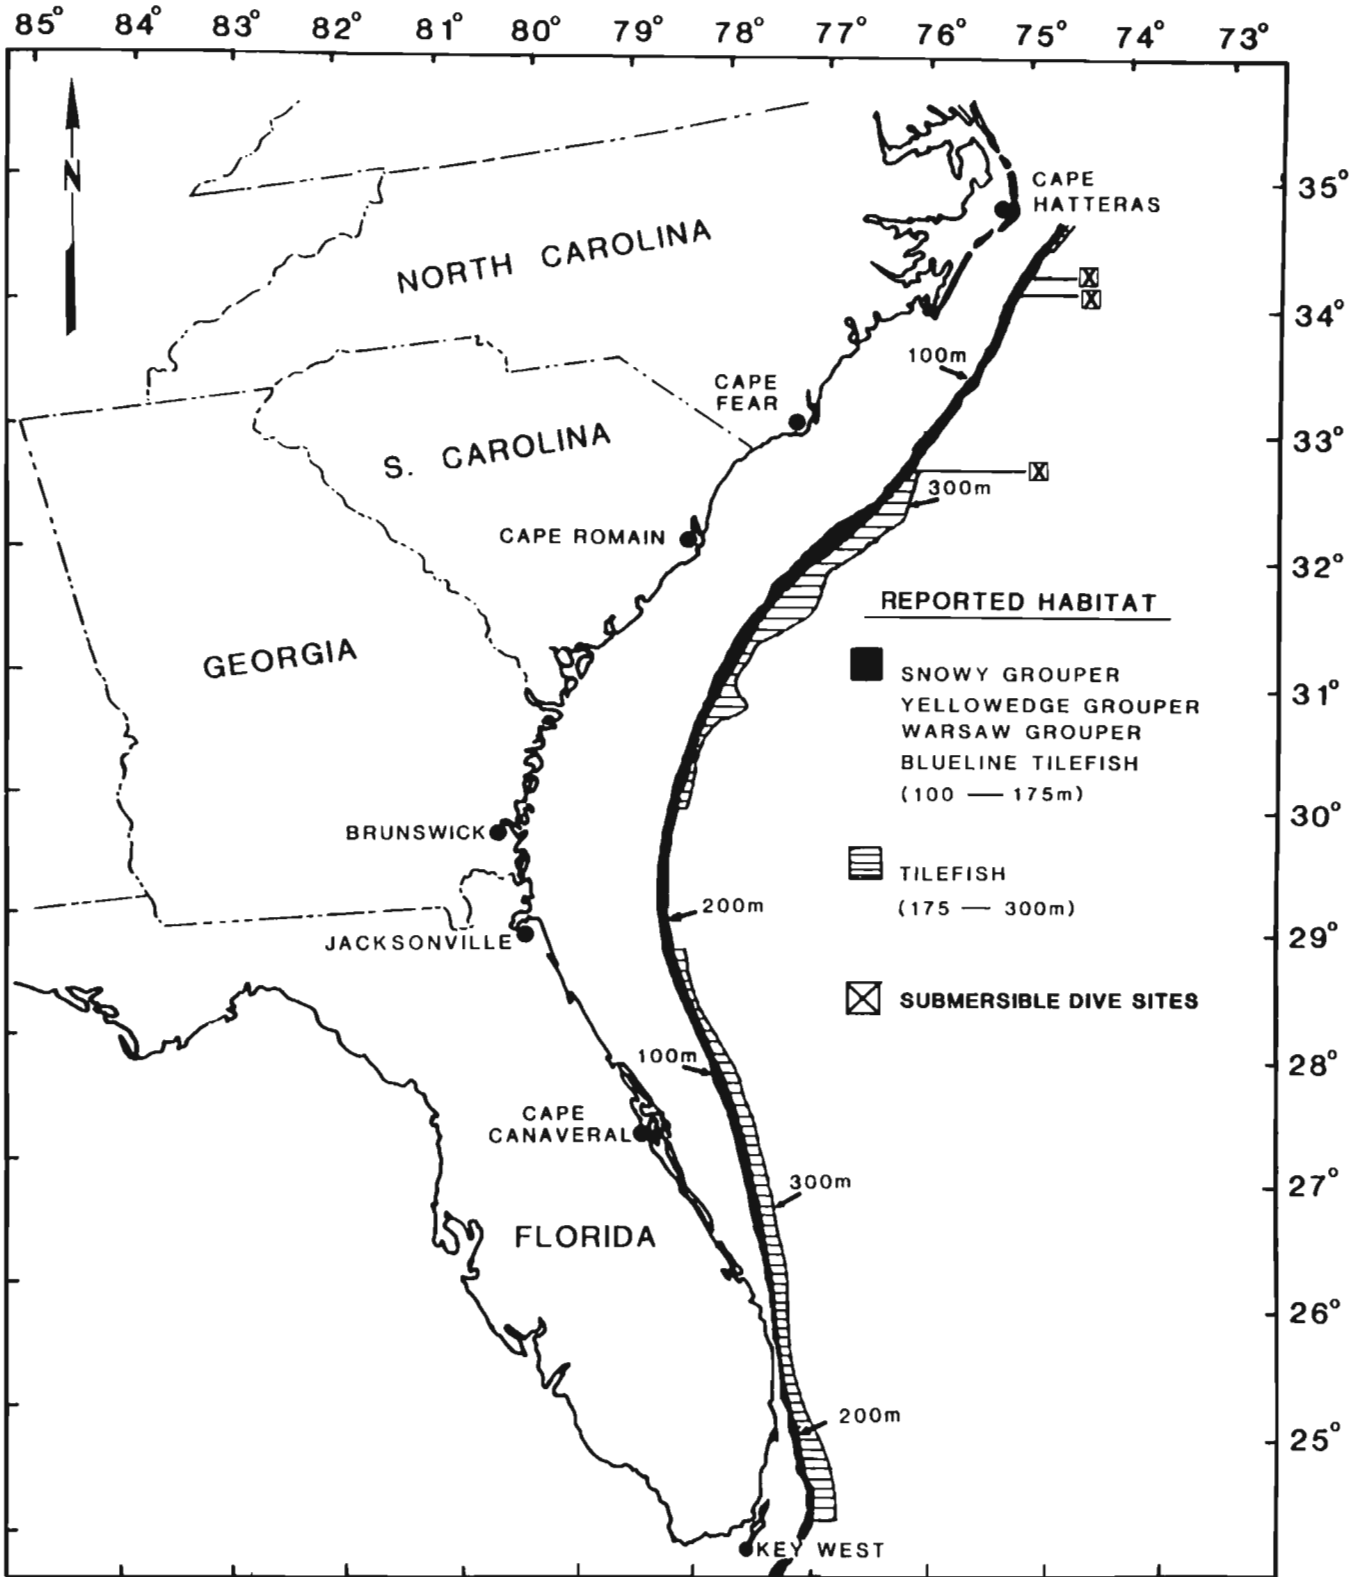 85° 84° 83° 82° 81° 80° 79° 78° 77° 76° 75° 74° 73°
N
CAPE
HATTERAS
35°
NORTH CAROLINA
X
X
34°
100m
CAPE
FEAR
33°
S. CAROLINA
X
300m
CAPE ROMAIN
32°
REPORTED HABITAT
GEORGIA
SNOWY GROUPER
31°
YELLOWEDGE GROUPER
WARSAW GROUPER
BLUELINE TILEFISH
(100 — 175m)
30°
BRUNSWICK
TILEFISH
200m
(175 — 300m)
29°
JACKSONVILLE
X SUBMERSIBLE DIVE SITES
100m
28°
CAPE
CANAVERAL
300m
27°
FLORIDA
26°
200m
25°
KEY WEST